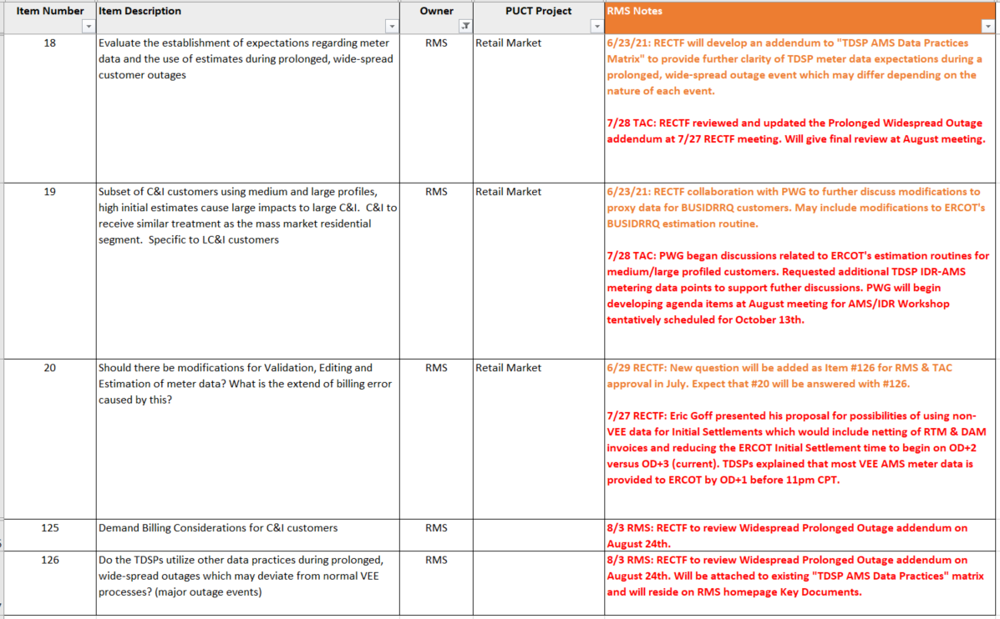 Item Number Item Description Owner PUCT Project RMS Notes
18 Evaluate the establishment of expectations regarding meter
data and the use of estimates during prolonged, wide-spread
customer outages
RMS Retail Market
6/23/21: RECTF will develop an addendum to "TDSP AMS Data Practices
Matrix" to provide further clarity of TDSP meter data expectations during a
prolonged, wide-spread outage event which may differ depending on the
nature of each event.
7/28 TAC: RECTF reviewed and updated the Prolonged Widespread Outage
addendum at 7/27 RECTF meeting. Will give final review at August meeting.
19 Subset of C&I customers using medium and large profiles,
high initial estimates cause large impacts to large C&I.  C&I to
receive similar treatment as the mass market residential
segment.  Specific to LC&I customers
RMS Retail Market
6/23/21: RECTF collaboration with PWG to further discuss modifications to
proxy data for BUSIDRRQ customers. May include modifications to ERCOT's
BUSIDRRQ estimation routine.
7/28 TAC: PWG began discussions related to ERCOT's estimation routines for
medium/large profiled customers. Requested additional TDSP IDR-AMS
metering data points to support futher discussions. PWG will begin
developing agenda items at August meeting for AMS/IDR Workshop
tentatively scheduled for October 13th.
20 Should there be modifications for Validation, Editing and
Estimation of meter data? What is the extend of billing error
caused by this?
RMS Retail Market
6/29 RECTF: New question will be added as Item #126 for RMS & TAC
approval in July. Expect that #20 will be answered with #126.
7/27 RECTF: Eric Goff presented his proposal for possibilities of using non-
VEE data for Initial Settlements which would include netting of RTM & DAM
invoices and reducing the ERCOT Initial Settlement time to begin on OD+2
versus OD+3 (current). TDSPs explained that most VEE AMS meter data is
provided to ERCOT by OD+1 before 11pm CPT.
125 Demand Billing Considerations for C&I customers
RMS
8/3 RMS: RECTF to review Widespread Prolonged Outage addendum on
August 24th.
126 Do the TDSPs utilize other data practices during prolonged,
wide-spread outages which may deviate from normal VEE
processes? (major outage events)
RMS
8/3 RMS: RECTF to review Widespread Prolonged Outage addendum on
August 24th. Will be attached to existing "TDSP AMS Data Practices" matrix
and will reside on RMS homepage Key Documents.